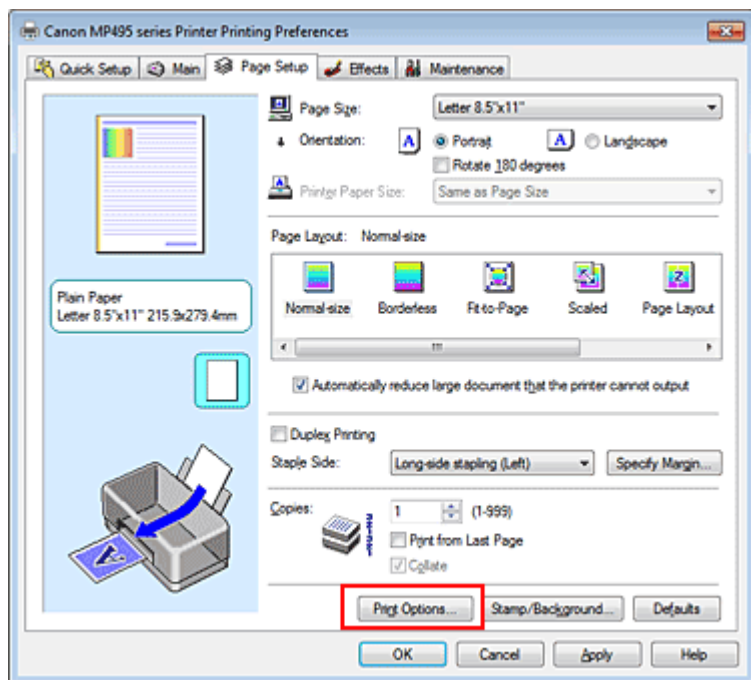 Canon MP495 series Printer Printing Preferences
Quick Setup Main Page Setup Effects Maintenance
Page Size: Letter 8.5"x11"
Orientation: A Portrait A Landscape
Rotate 180 degrees
Printer Paper Size: Same as Page Size
Page Layout: Normal-size
Normal-size Borderless Fit-to-Page Scaled Page Layout
Plain Paper
Letter 8.5"x11" 215.9x279.4mm
Automatically reduce large document that the printer cannot output
Duplex Printing
Staple Side: Long-side stapling (Left) Specify Margin...
Copies: 1 (1-999)
Print from Last Page
Collate
Print Options... Stamp/Background... Defaults
OK Cancel Apply Help